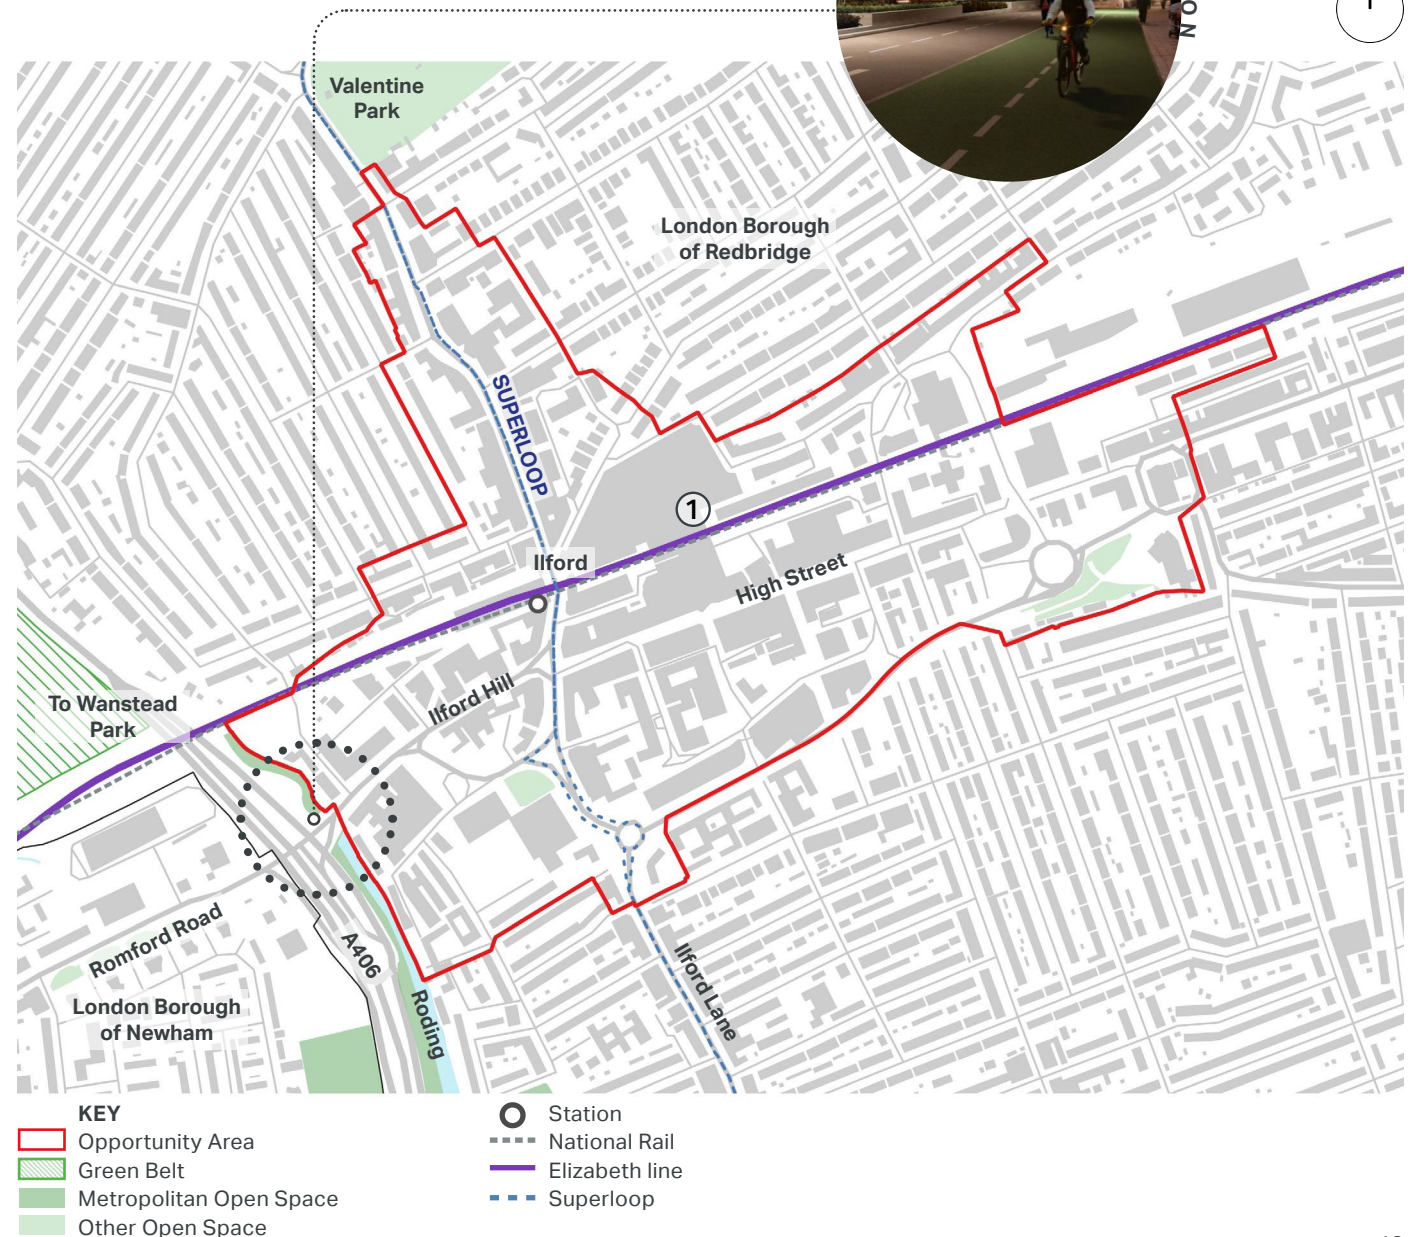 1
Valentine
Park
London Borough
of Redbridge
SUPERLOOP
1
Ilford
High Street
Ilford Hill
To Wanstead
Park
Romford Road
A406
London Borough
of Newham
Roding
Ilford Lane
KEY
Opportunity Area
Green Belt
Metropolitan Open Space
Other Open Space
Station
National Rail
Elizabeth line
Superloop